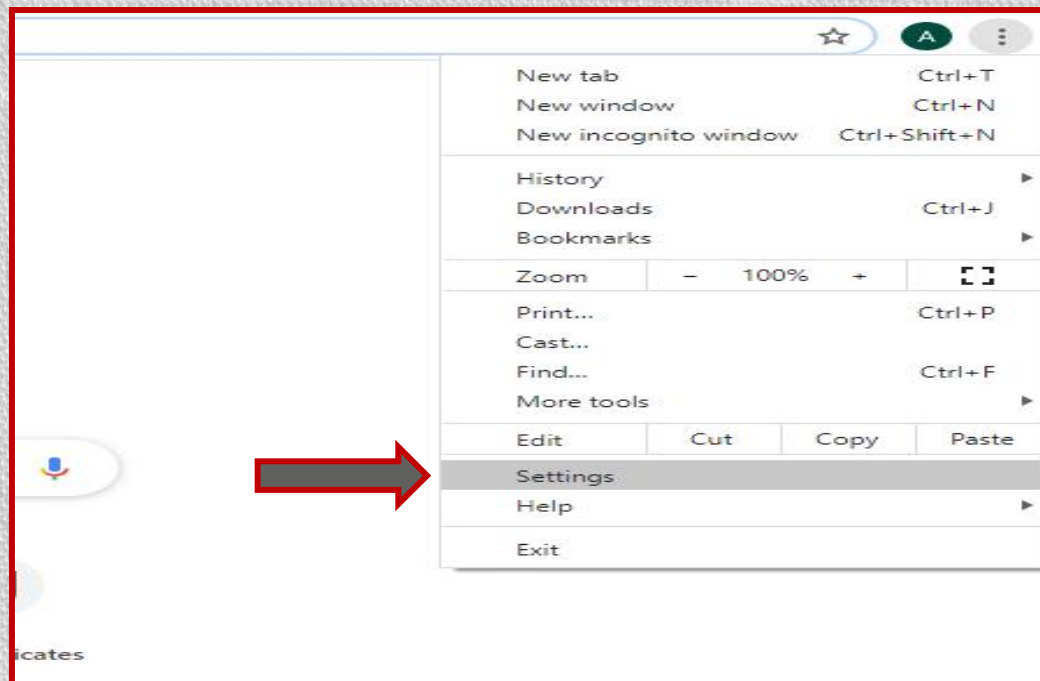 A
New tab Ctrl+T
New window Ctrl+N
New incognito window Ctrl+Shift+N
History
Downloads Ctrl+J
Bookmarks
Zoom - 100% +
Print... Ctrl+P
Cast...
Find... Ctrl+F
More tools
Edit Cut Copy Paste
Settings
Help
Exit
icates